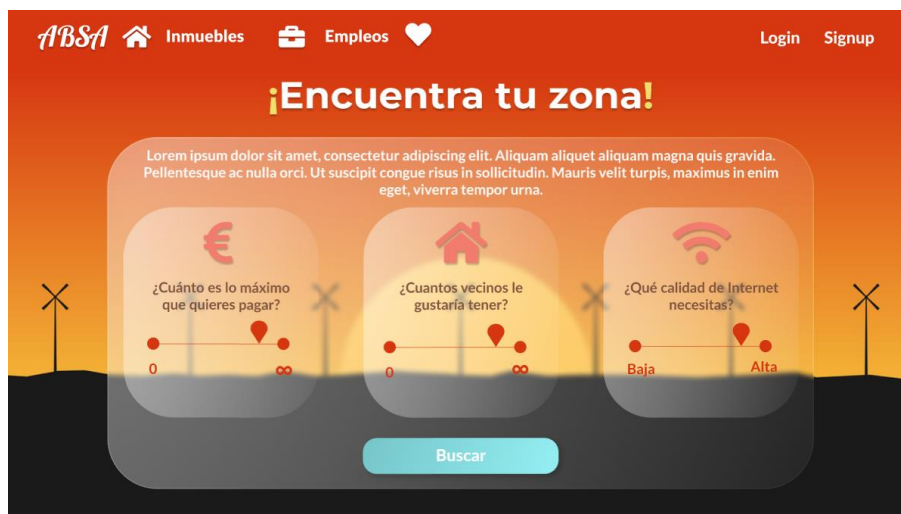 ABSA Inmuebles Empleos Login Signup
¡Encuentra tu zona!
Lorem ipsum dolor sit amet, consectetur adipiscing elit. Aliquam aliquet aliquam magna quis gravida.
Pellentesque ac nulla orci. Ut suscipit congue risus in sollicitudin. Mauris velit turpis, maximus in enim
eget, viverra tempor urna.
€
¿Cuánto es lo máximo
que quieres pagar?
0 ∞
¿Cuantos vecinos le
gustaría tener?
0 ∞
¿Qué calidad de Internet
necesitas?
Baja Alta
Buscar